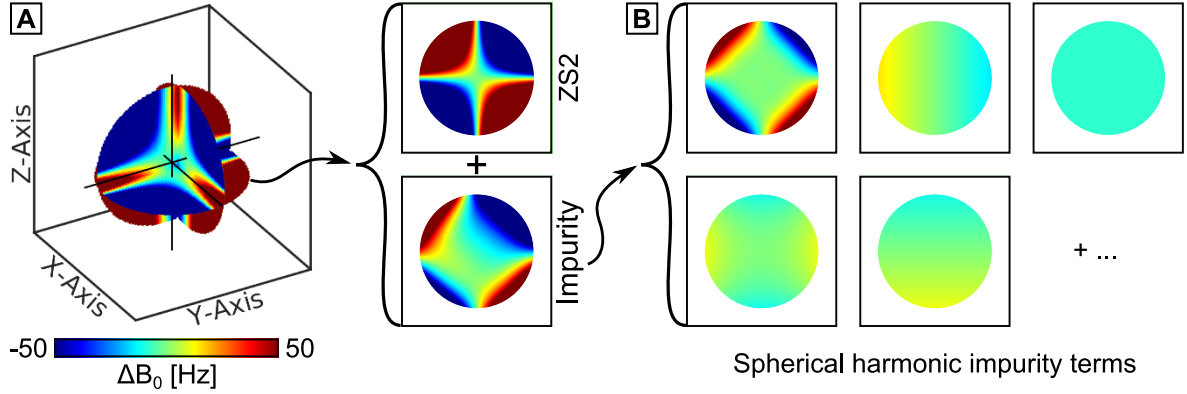 A
Z-Axis
X-Axis
Y-Axis
-50
50
ΔB₀ [Hz]
ZS2
+
Impurity
B
+ ...
Spherical harmonic impurity terms